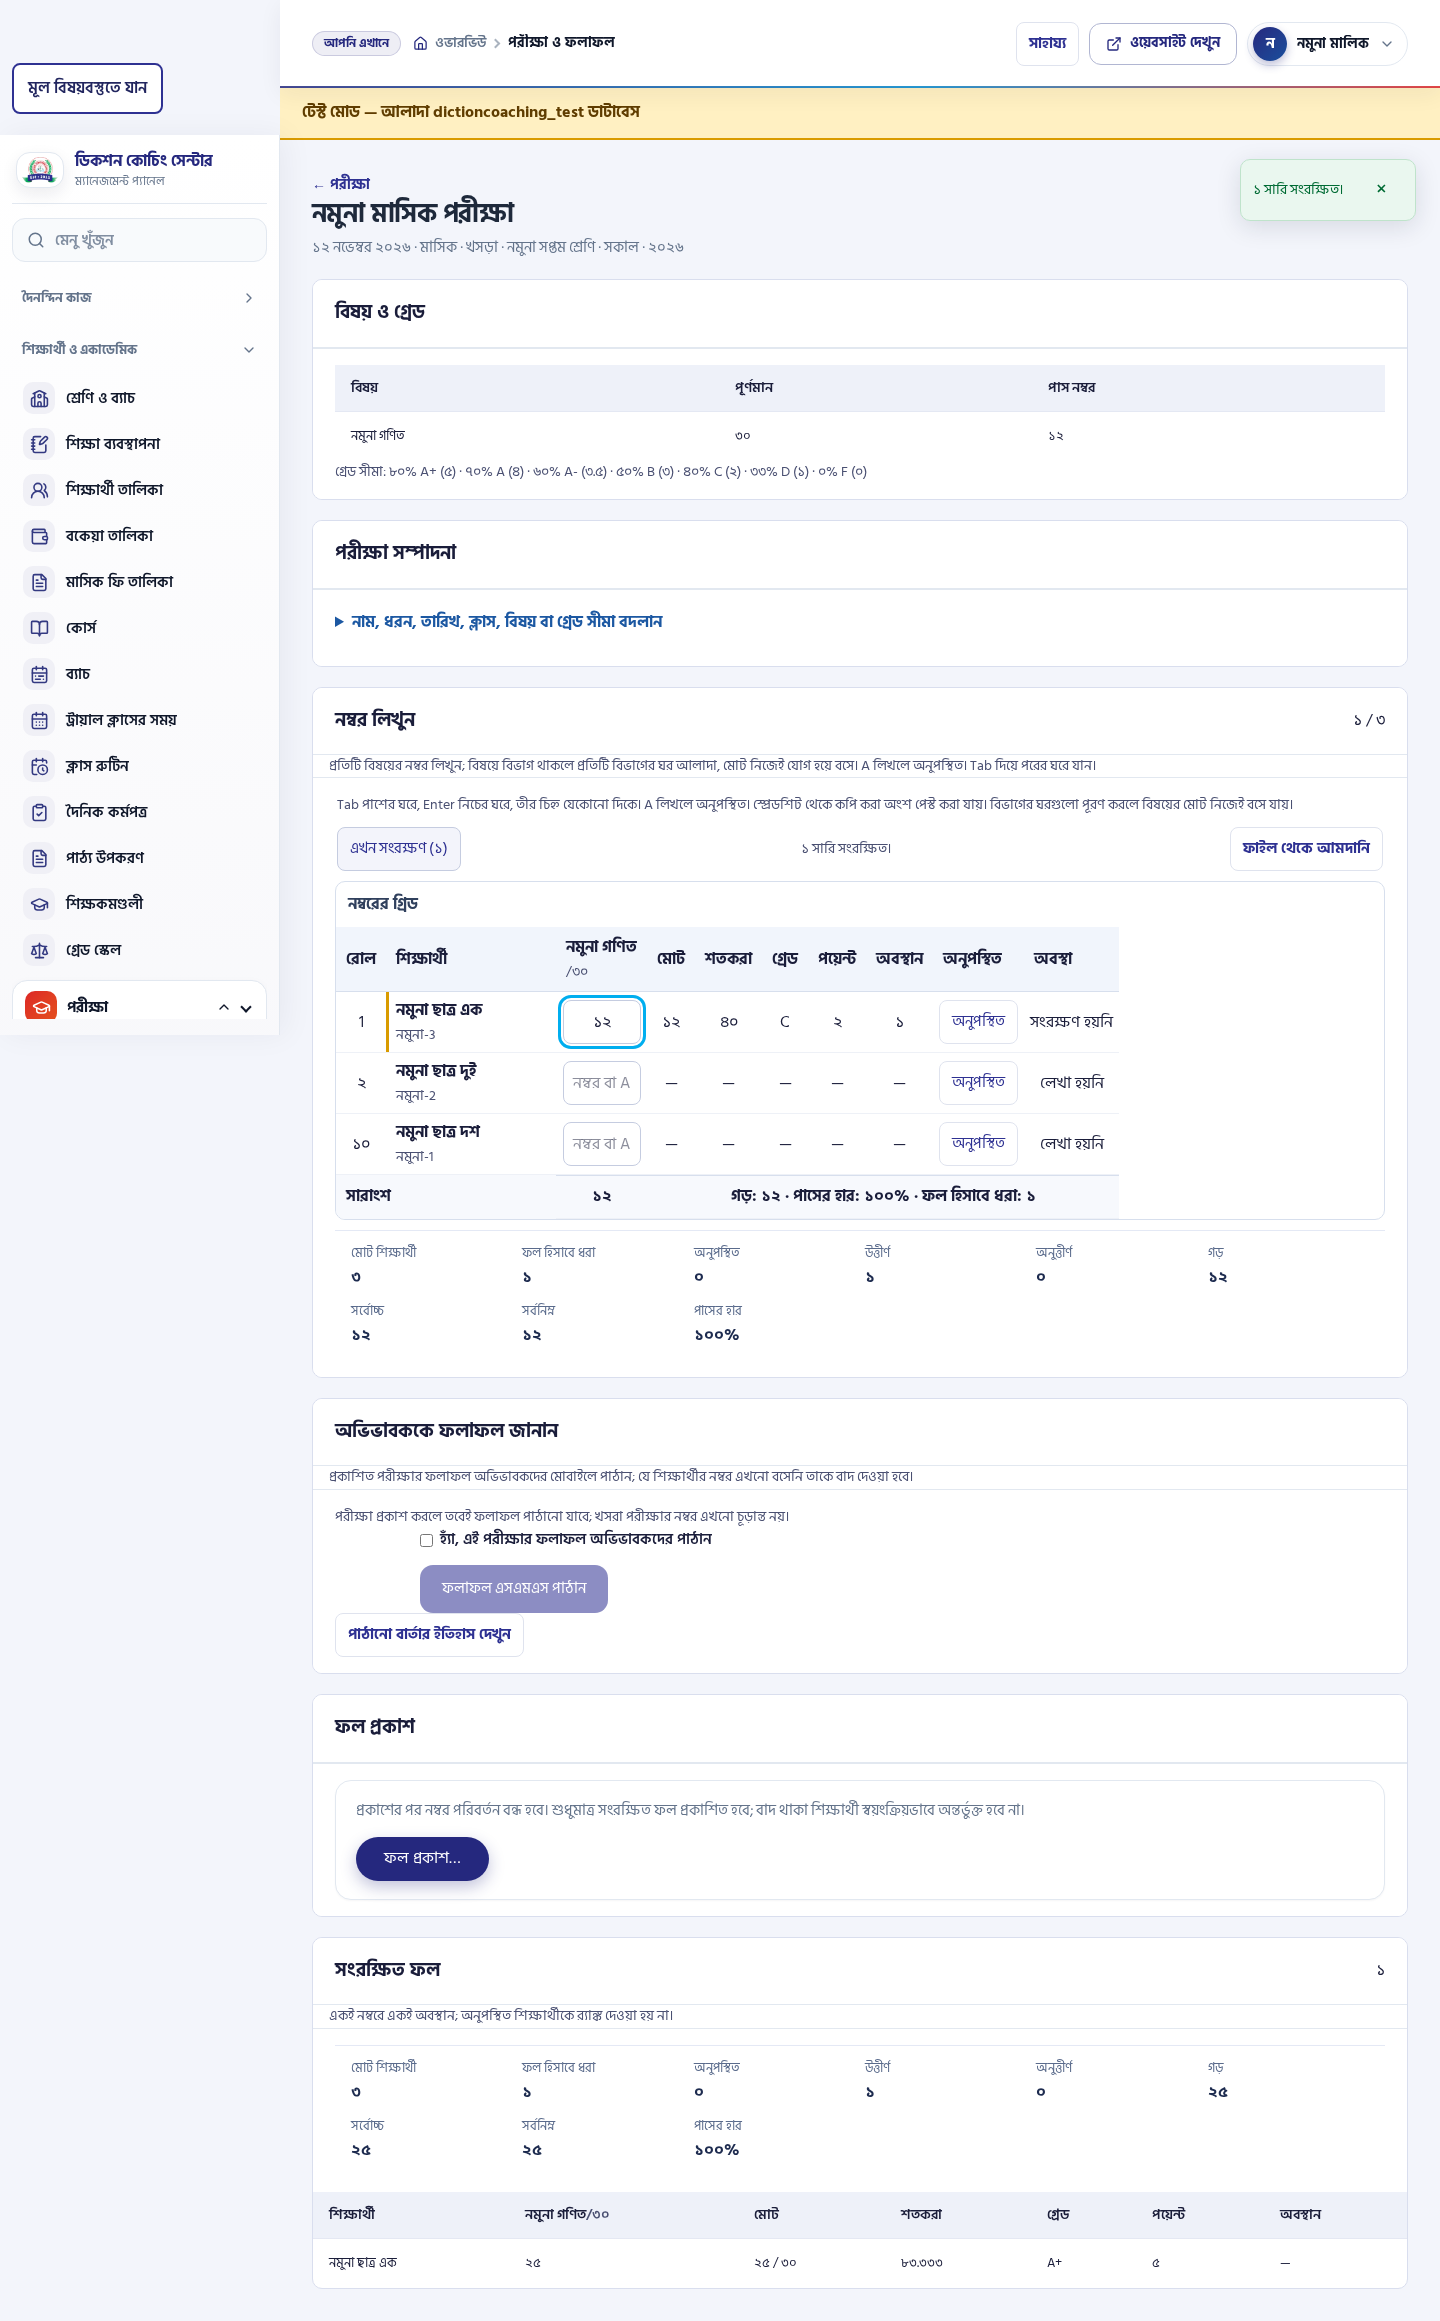 আপনি এখানে
ওভারভিউ > পরীক্ষা ও ফলাফল
সাহায্য
ওয়েবসাইট দেখুন
ন
নমুনা মালিক
মূল বিষয়বস্তুতে যান
টেস্ট মোড — আলাদা dictioncoaching_test ডাটাবেস
ডিকশন কোচিং সেন্টার
ম্যানেজমেন্ট প্যানেল
মেনু খুঁজুন
দৈনন্দিন কাজ
শিক্ষার্থী ও একাডেমিক
শ্রেণি ও ব্যাচ
শিক্ষা ব্যবস্থাপনা
শিক্ষার্থী তালিকা
বকেয়া তালিকা
মাসিক ফি তালিকা
কোর্স
ব্যাচ
ট্রায়াল ক্লাসের সময়
ক্লাস রুটিন
দৈনিক কর্মপত্র
পাঠ্য উপকরণ
শিক্ষকমণ্ডলী
গ্রেড স্কেল
পরীক্ষা
১ সারি সংরক্ষিত। ×
← পরীক্ষা
নমুনা মাসিক পরীক্ষা
১২ নভেম্বর ২০২৬ · মাসিক · খসড়া · নমুনা সপ্তম শ্রেণি · সকাল · ২০২৬
বিষয় ও গ্রেড
বিষয় পূর্ণমান পাস নম্বর
নমুনা গণিত ৩০ ১২
গ্রেড সীমা: ৮০% A+ (৫) · ৭০% A (৪) · ৬০% A- (৩.৫) · ৫০% B (৩) · ৪০% C (২) · ৩৩% D (১) · ০% F (০)
পরীক্ষা সম্পাদনা
নাম, ধরন, তারিখ, ক্লাস, বিষয় বা গ্রেড সীমা বদলান
নম্বর লিখুন ১ / ৩
প্রতিটি বিষয়ের নম্বর লিখুন; বিষয়ে বিভাগ থাকলে প্রতিটি বিভাগের ঘর আলাদা, মোট নিজেই যোগ হয়ে বসে। A লিখলে অনুপস্থিত। Tab দিয়ে পরের ঘরে যান।
Tab পাশের ঘরে, Enter নিচের ঘরে, তীর চিহ্ন যেকোনো দিকে। A লিখলে অনুপস্থিত। স্প্রেডশিট থেকে কপি করা অংশ পেস্ট করা যায়। বিভাগের ঘরগুলো পূরণ করলে বিষয়ের মোট নিজেই বসে যায়।
এখন সংরক্ষণ (১) ১ সারি সংরক্ষিত। ফাইল থেকে আমদানি
নম্বরের গ্রিড
রোল শিক্ষার্থী নমুনা গণিত /৩০ মোট শতকরা গ্রেড পয়েন্ট অবস্থান অনুপস্থিত অবস্থা
1 নমুনা ছাত্র এক ১২ ১২ ৪০ C ২ ১ অনুপস্থিত সংরক্ষণ হয়নি
নমুনা-3
২ নমুনা ছাত্র দুই নম্বর বা A — — — — — অনুপস্থিত লেখা হয়নি
নমুনা-2
১০ নমুনা ছাত্র দশ নম্বর বা A — — — — — অনুপস্থিত লেখা হয়নি
নমুনা-1
সারাংশ ১২ গড়: ১২ · পাসের হার: ১০০% · ফল হিসাবে ধরা: ১
মোট শিক্ষার্থী ফল হিসাবে ধরা অনুপস্থিত উত্তীর্ণ অনুত্তীর্ণ গড়
৩ ১ ০ ১ ০ ১২
সর্বোচ্চ সর্বনিম্ন পাসের হার
১২ ১২ ১০০%
অভিভাবককে ফলাফল জানান
প্রকাশিত পরীক্ষার ফলাফল অভিভাবকদের মোবাইলে পাঠান; যে শিক্ষার্থীর নম্বর এখনো বসেনি তাকে বাদ দেওয়া হবে।
পরীক্ষা প্রকাশ করলে তবেই ফলাফল পাঠানো যাবে; খসরা পরীক্ষার নম্বর এখনো চূড়ান্ত নয়।
হ্যাঁ, এই পরীক্ষার ফলাফল অভিভাবকদের পাঠান
ফলাফল এসএমএস পাঠান
পাঠানো বার্তার ইতিহাস দেখুন
ফল প্রকাশ
প্রকাশের পর নম্বর পরিবর্তন বন্ধ হবে। শুধুমাত্র সংরক্ষিত ফল প্রকাশিত হবে; বাদ থাকা শিক্ষার্থী স্বয়ংক্রিয়ভাবে অন্তর্ভুক্ত হবে না।
ফল প্রকাশ…
সংরক্ষিত ফল ১
একই নম্বরে একই অবস্থান; অনুপস্থিত শিক্ষার্থীকে র‍্যাঙ্ক দেওয়া হয় না।
মোট শিক্ষার্থী ফল হিসাবে ধরা অনুপস্থিত উত্তীর্ণ অনুত্তীর্ণ গড়
৩ ১ ০ ১ ০ ২৫
সর্বোচ্চ সর্বনিম্ন পাসের হার
২৫ ২৫ ১০০%
শিক্ষার্থী নমুনা গণিত/৩০ মোট শতকরা গ্রেড পয়েন্ট অবস্থান
নমুনা ছাত্র এক ২৫ ২৫ / ৩০ ৮৩.৩৩৩ A+ ৫ —